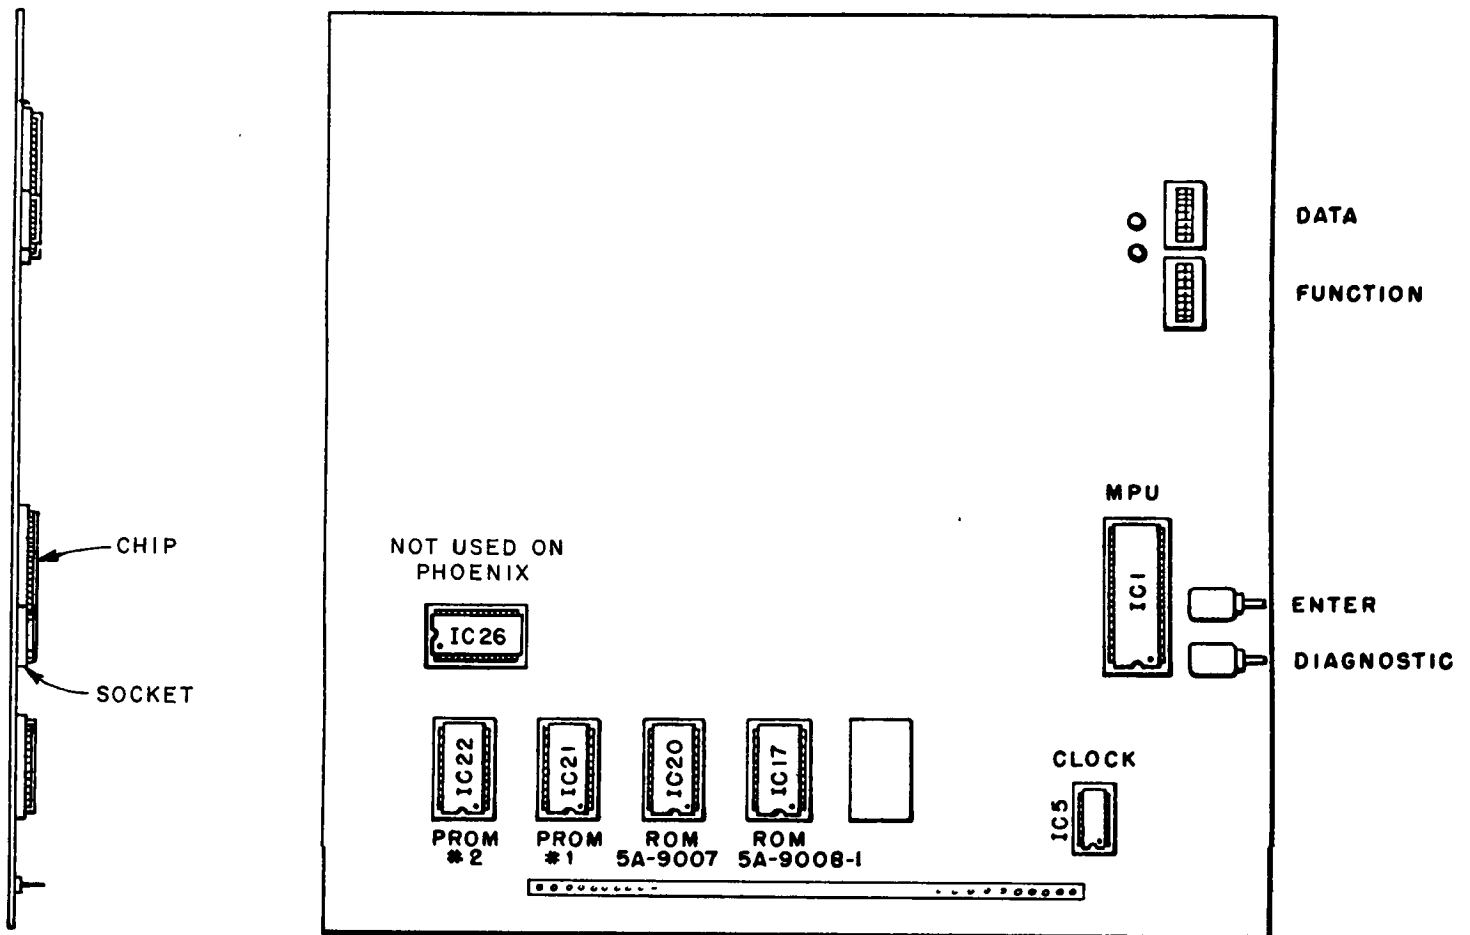 DATA
FUNCTION
MPU
IC1
CHIP
NOT USED ON
PHOENIX
ENTER
IC26
DIAGNOSTIC
SOCKET
IC22
IC21
IC20
IC17
CLOCK
IC5
PROM
#2
PROM
#1
ROM
5A-9007
ROM
5A-9008-1